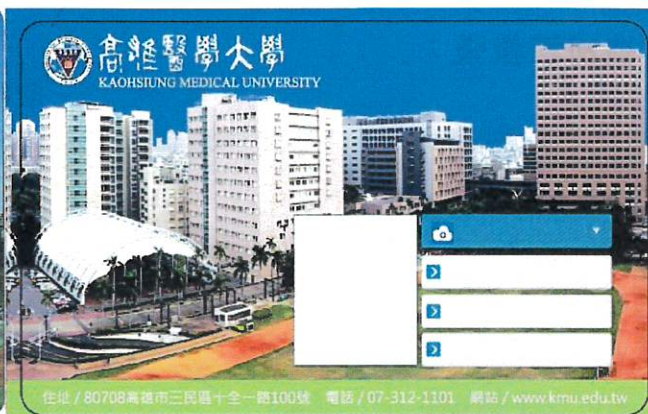 高雄醫學大學
KAOHSIUNG MEDICAL UNIVERSITY
住址 / 80708高雄市三民區十全一路100號 電話 / 07-312-1101 網站 / www.kmu.edu.tw